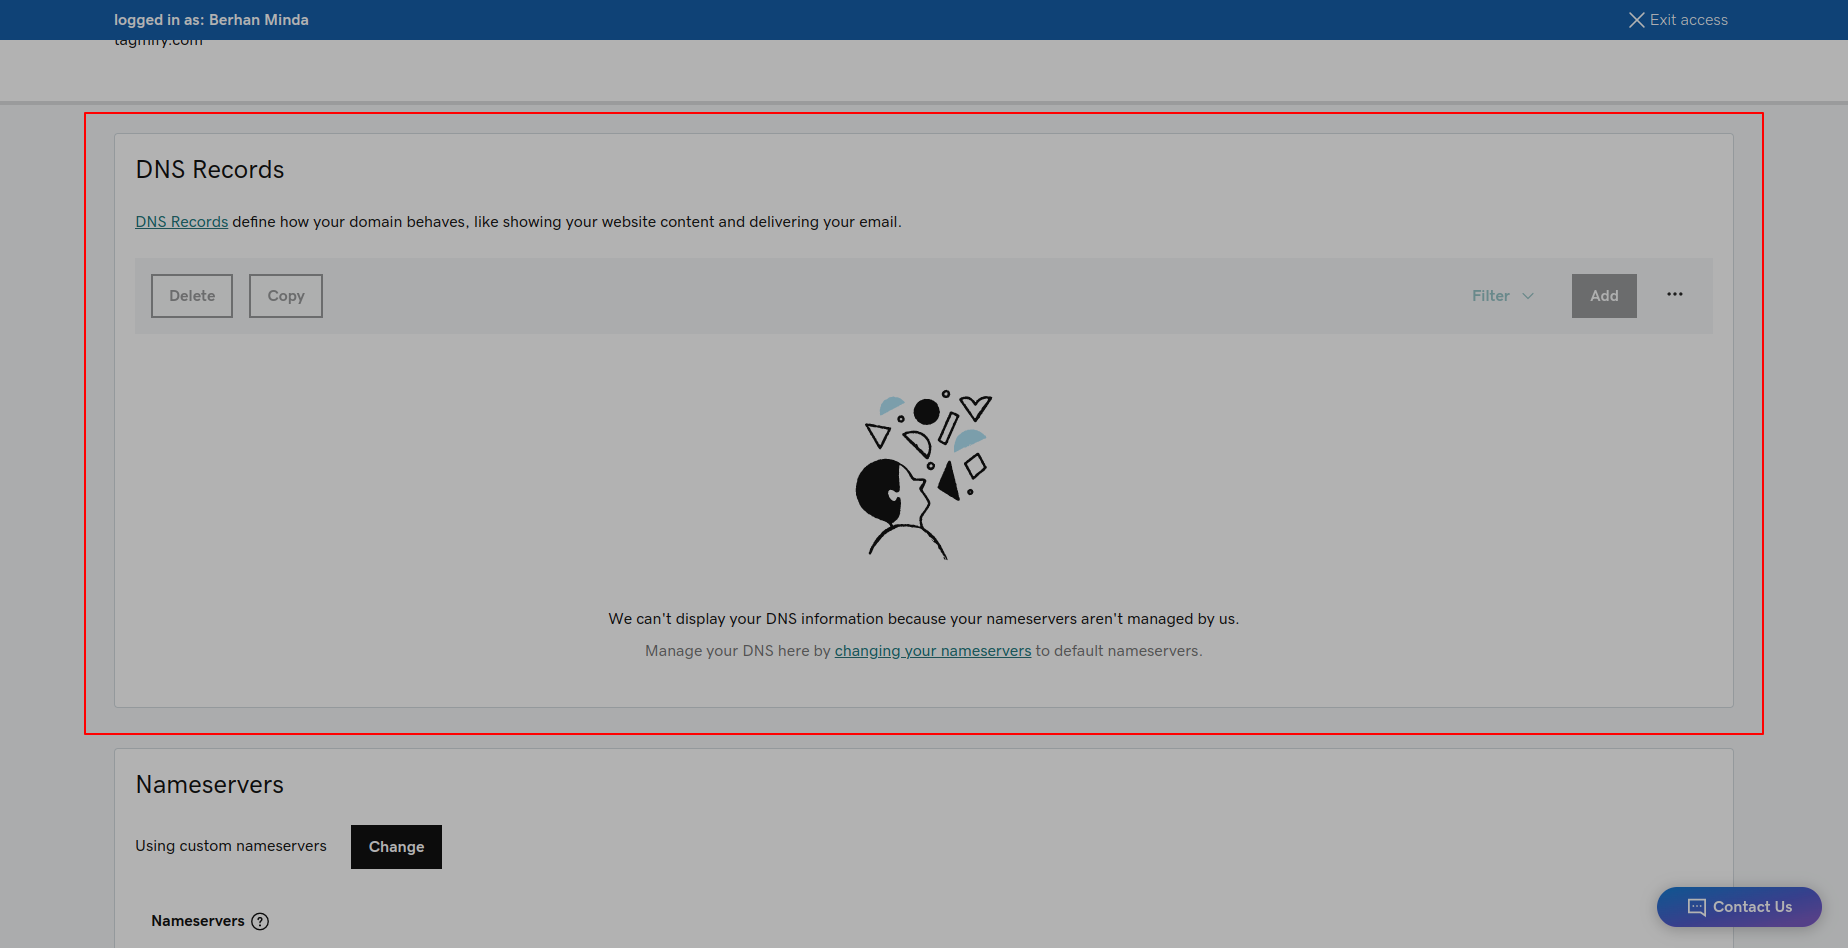 logged in as: Berhan Minda
Exit access
DNS Records
DNS Records define how your domain behaves, like showing your website content and delivering your email.
Delete
Copy
Filter
Add
We can't display your DNS information because your nameservers aren't managed by us.
Manage your DNS here by changing your nameservers to default nameservers.
Nameservers
Using custom nameservers
Change
Nameservers
Contact Us